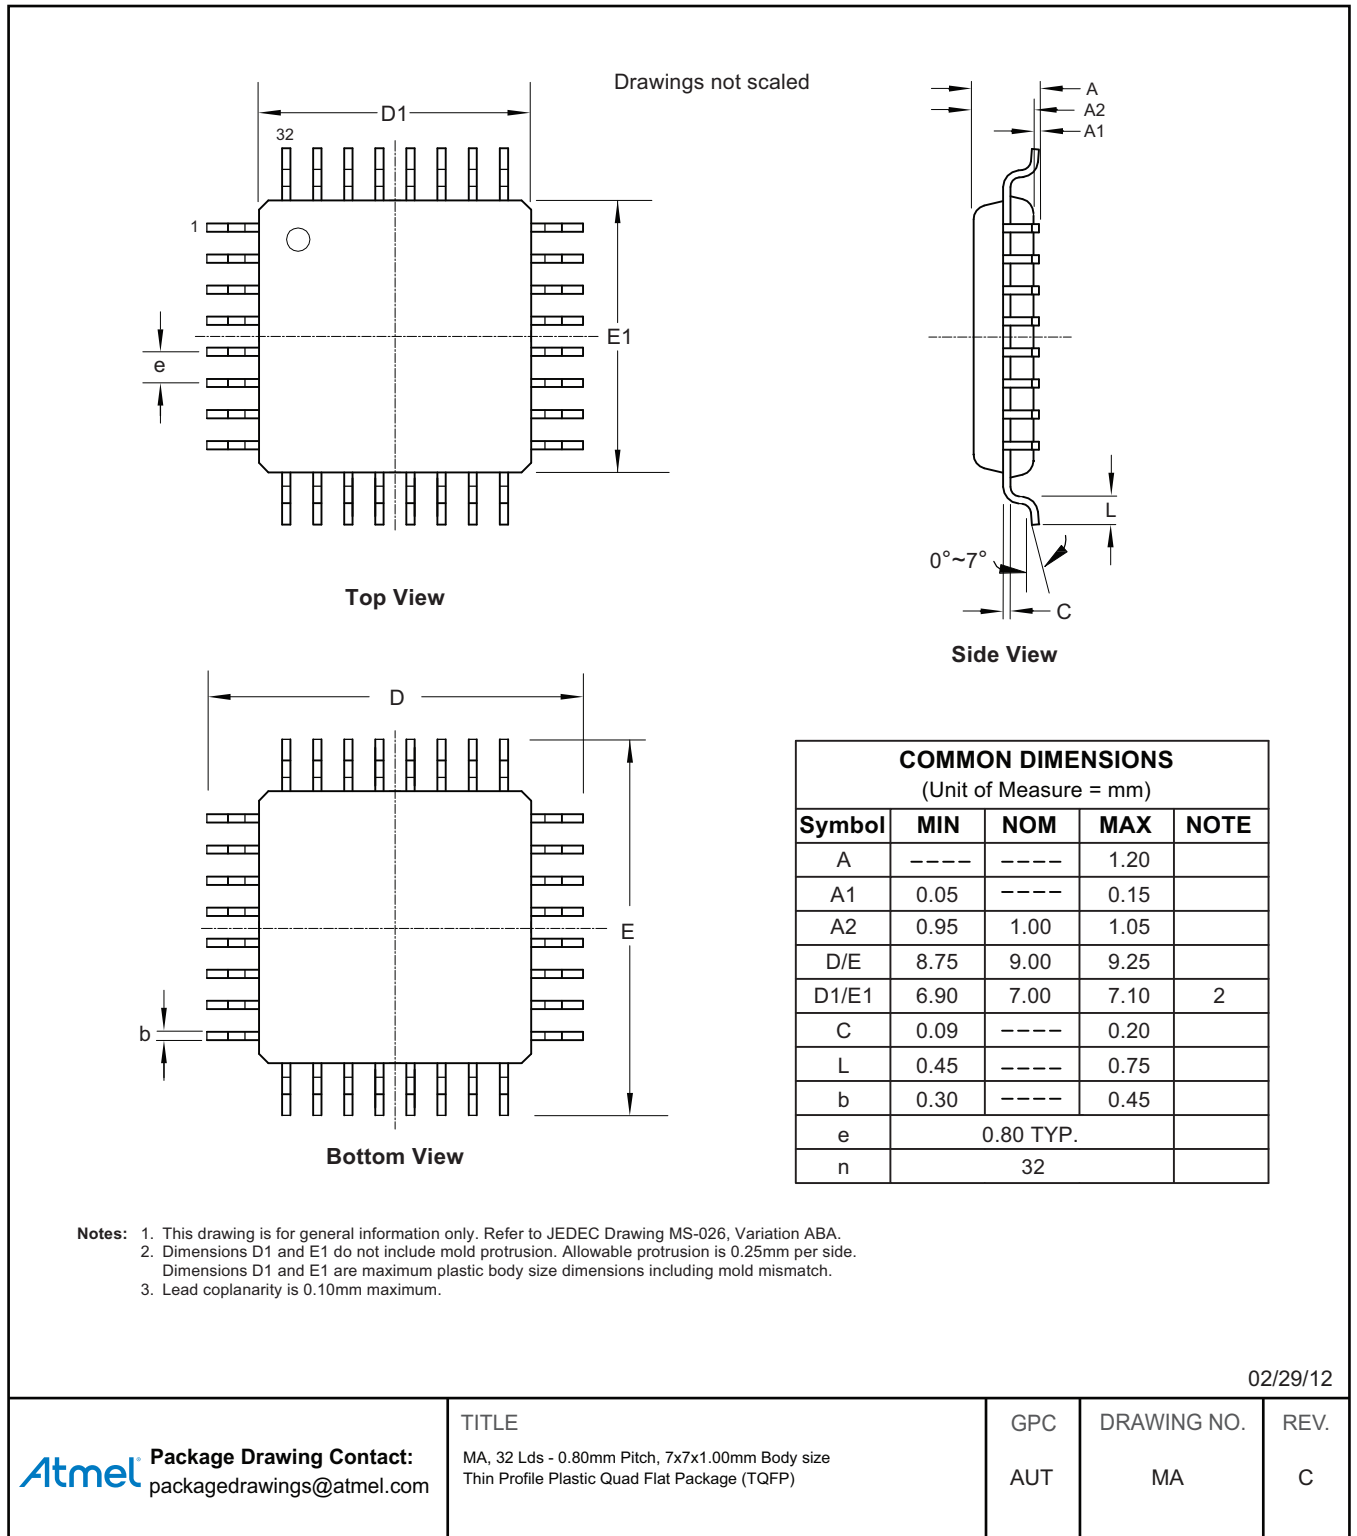 Drawings not scaled
D1
32
1
e
E1
Top View
A
A2
A1
L
0°~7°
C
Side View
D
E
b
Bottom View
COMMON DIMENSIONS
(Unit of Measure = mm)
Symbol MIN NOM MAX NOTE
A ---- ---- 1.20
A1 0.05 ---- 0.15
A2 0.95 1.00 1.05
D/E 8.75 9.00 9.25
D1/E1 6.90 7.00 7.10 2
C 0.09 ---- 0.20
L 0.45 ---- 0.75
b 0.30 ---- 0.45
e 0.80 TYP.
n 32
Notes: 1. This drawing is for general information only. Refer to JEDEC Drawing MS-026, Variation ABA.
2. Dimensions D1 and E1 do not include mold protrusion. Allowable protrusion is 0.25mm per side.
Dimensions D1 and E1 are maximum plastic body size dimensions including mold mismatch.
3. Lead coplanarity is 0.10mm maximum.
02/29/12
Atmel Package Drawing Contact:
packagedrawings@atmel.com
TITLE
MA, 32 Lds - 0.80mm Pitch, 7x7x1.00mm Body size
Thin Profile Plastic Quad Flat Package (TQFP)
GPC
AUT
DRAWING NO.
MA
REV.
C